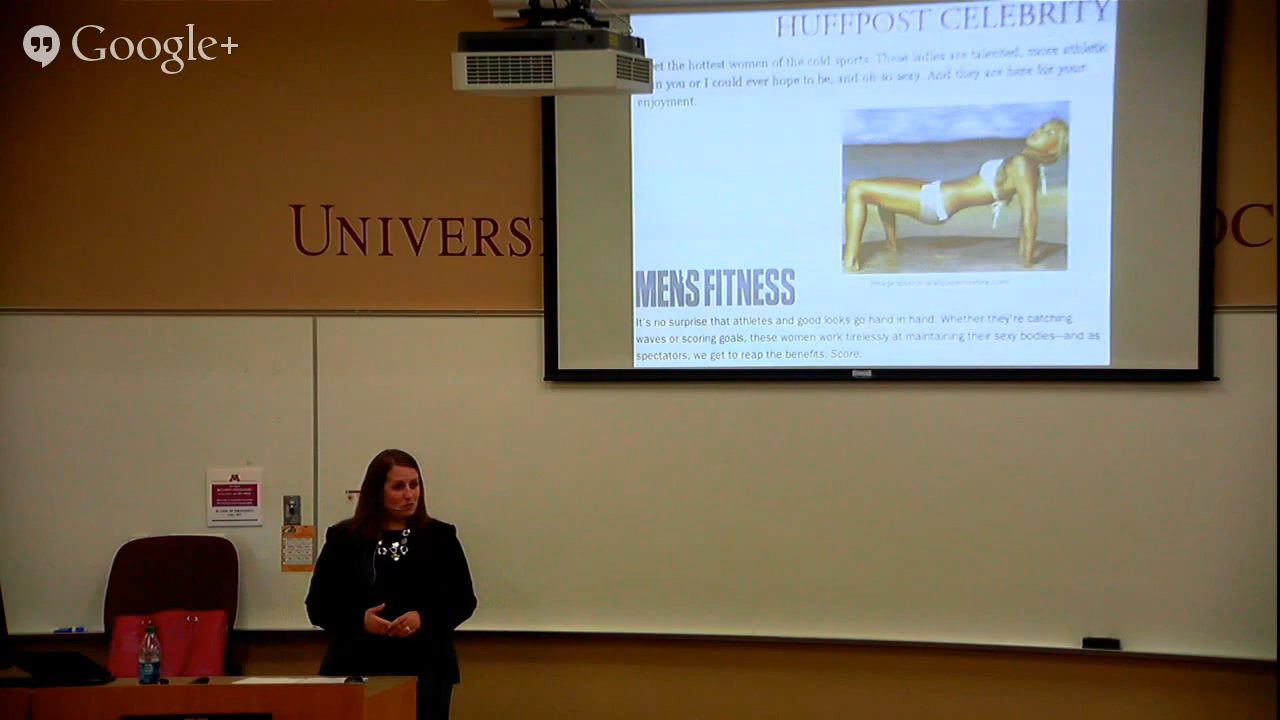 Google+
HUFFPOST CELEBRITY
et the hottest women of the cold sports. These ladies are talented, more athletic
n you or I could ever hope to be, and oh so sexy. And they are here for your
enjoyment.
UNIVERSI
OC
MEN'S FITNESS
It's no surprise that athletes and good looks go hand in hand. Whether they're catching
waves or scoring goals, these women work tirelessly at maintaining their sexy bodies—and as
spectators, we get to reap the benefits. Score.
M